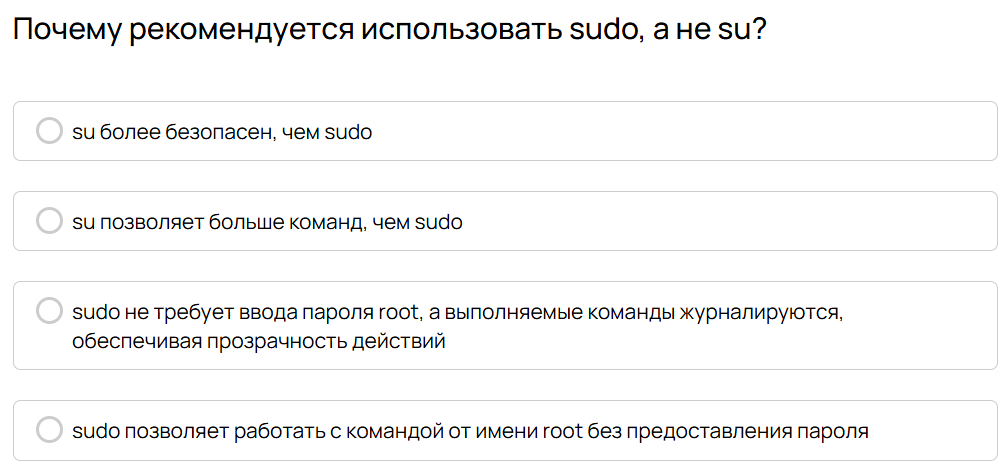 Почему рекомендуется использовать sudo, а не su?
su более безопасен, чем sudo
su позволяет больше команд, чем sudo
sudo не требует ввода пароля root, а выполняемые команды журналируются,
обеспечивая прозрачность действий
sudo позволяет работать с командой от имени root без предоставления пароля